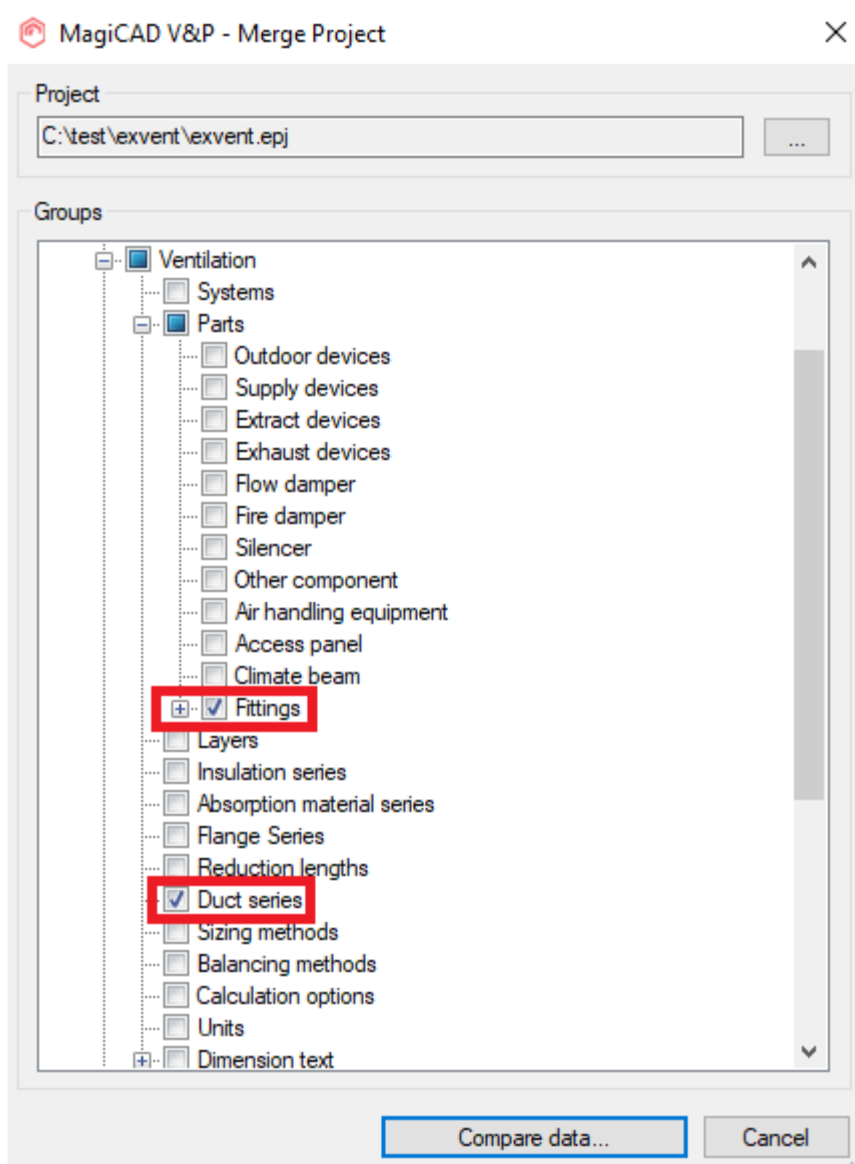 MagiCAD V&P - Merge Project
Project
C:\test\exvent\exvent.epj
...
Groups
Ventilation
Systems
Parts
Outdoor devices
Supply devices
Extract devices
Exhaust devices
Flow damper
Fire damper
Silencer
Other component
Air handling equipment
Access panel
Climate beam
Fittings
Layers
Insulation series
Absorption material series
Flange Series
Reduction lengths
Duct series
Sizing methods
Balancing methods
Calculation options
Units
Dimension text
Compare data... Cancel